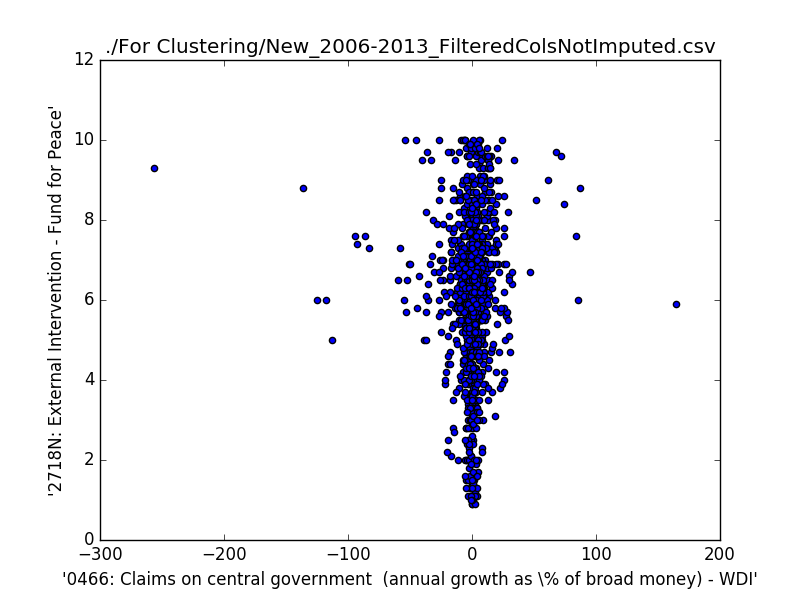 ./For Clustering/New_2006-2013_FilteredColsNotImputed.csv
12
10
8
6
4
2
0
'2718N: External Intervention - Fund for Peace'
−300 −200 −100 0 100 200
'0466: Claims on central government  (annual growth as \% of broad money) - WDI'